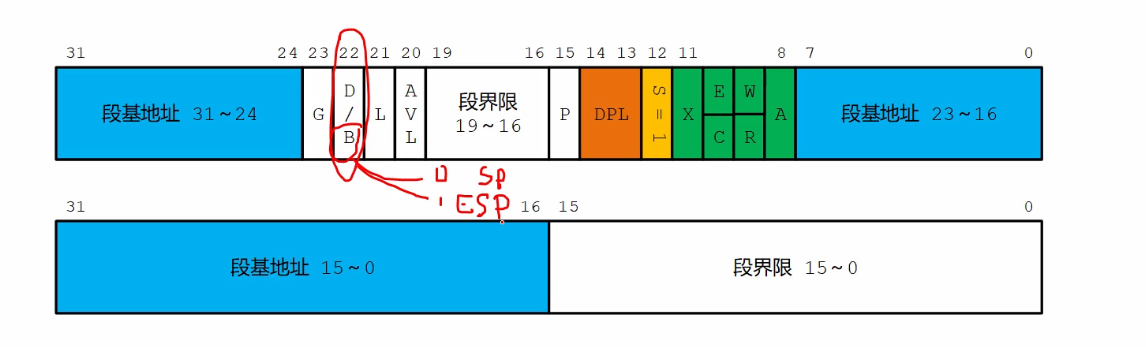 31 24 23 22 21 20 19 16 15 14 13 12 11 8 7 0
段基地址 31~24 G D/B L AVL 段界限 19~16 P DPL S=1 X E C W R A 段基地址 23~16
0 SP
1 ESP
31 16 15 0
段基地址 15~0 段界限 15~0